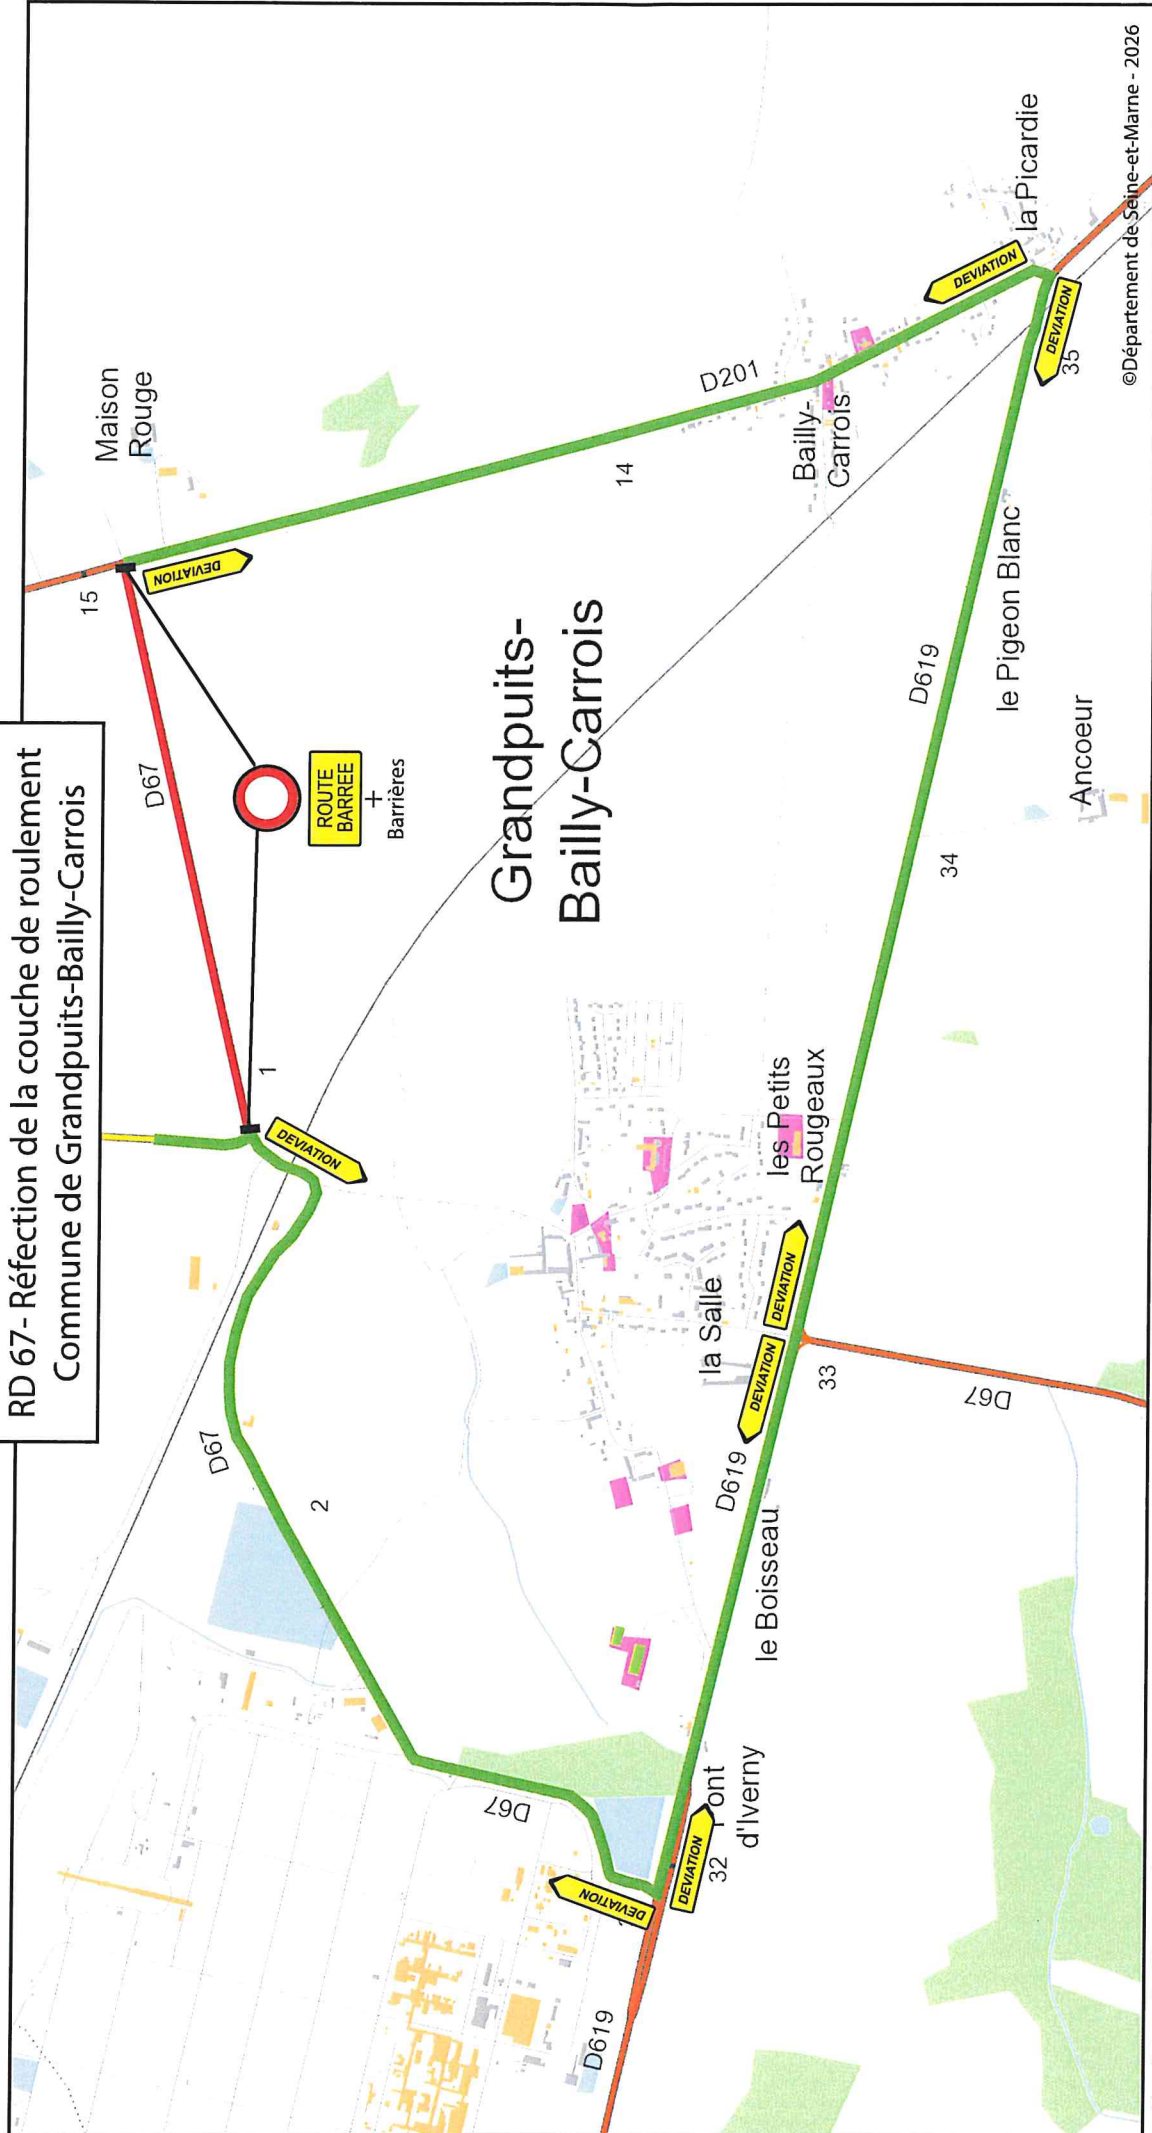 RD 67- Réfection de la couche de roulement
Commune de Grandpuits-Bailly-Carrois
D67
15
Maison
Rouge
1
ROUTE
BARREE
+
Barrières
DEVIATION
DEVIATION
D67
2
D67
14
D201
Grandpuits-
Bailly-Carrois
Bailly-
Carrois
la Picardie
DEVIATION
DEVIATION
35
le Pigeon Blanc
D619
34
Ancoeur
les Petits
Rougeaux
la Salle
DEVIATION
DEVIATION
33
D67
D619
le Boisseau
d'Iverny
DEVIATION
DEVIATION
32
D619
©Département de Seine-et-Marne - 2026